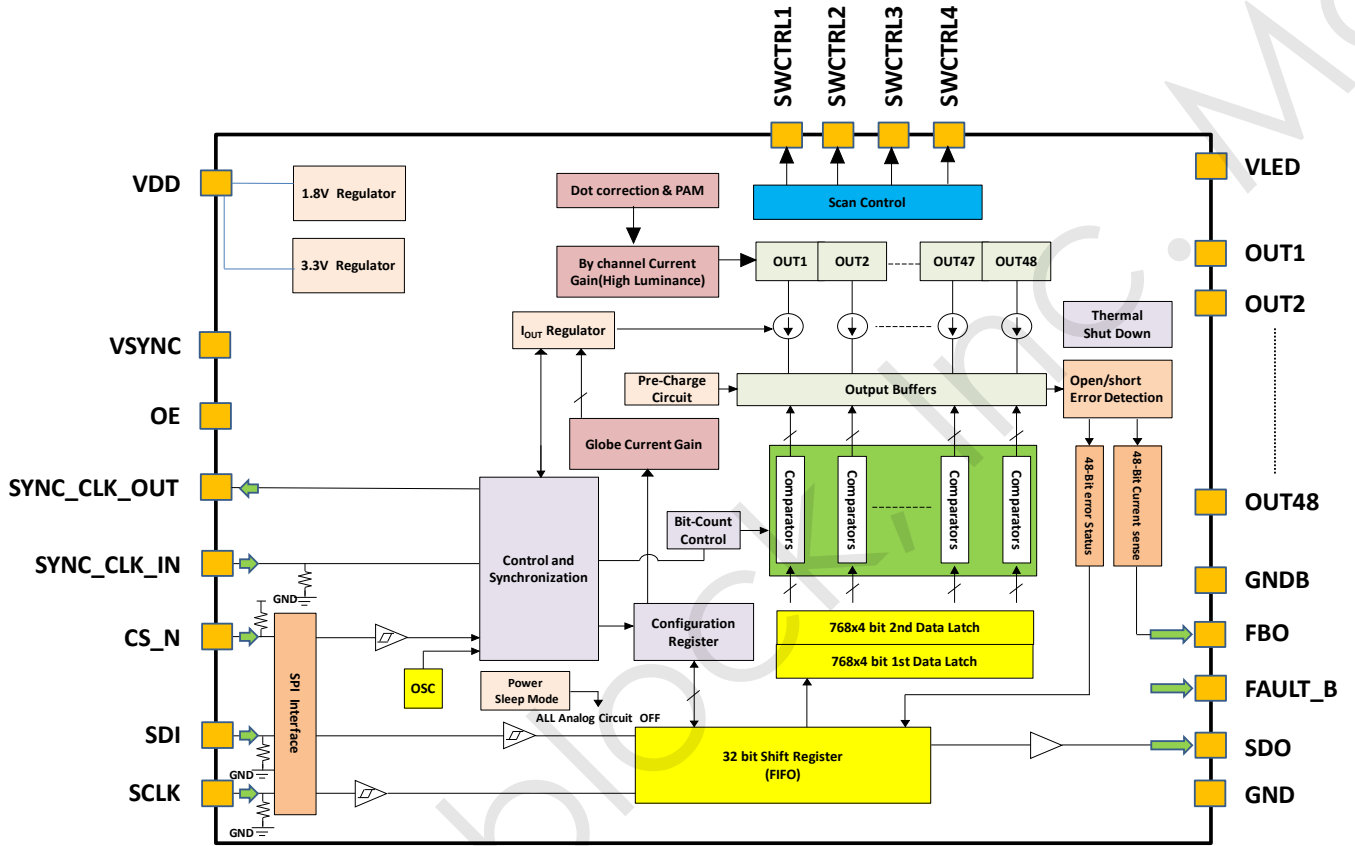 SWCTRL1
SWCTRL2
SWCTRL3
SWCTRL4
VDD
VSYNC
OE
SYNC_CLK_OUT
SYNC_CLK_IN
CS_N
SDI
SCLK
1.8V Regulator
3.3V Regulator
Dot correction & PAM
By channel Current
Gain(High Luminance)
Scan Control
OUT1
OUT2
OUT47
OUT48
IOUT Regulator
Thermal
Shut Down
Pre-Charge
Circuit
Output Buffers
Open/short
Error Detection
Globe Current Gain
Comparators
Comparators
Comparators
Comparators
48-Bit error Status
48-Bit Current sense
Bit-Count
Control
Control and
Synchronization
GND
Configuration
Register
768x4 bit 2nd Data Latch
768x4 bit 1st Data Latch
SPI Interface
OSC
Power
Sleep Mode
ALL Analog Circuit OFF
32 bit Shift Register
(FIFO)
GND
GND
VLED
OUT1
OUT2
OUT48
GNDB
FBO
FAULT_B
SDO
GND
block, Inc. Mo